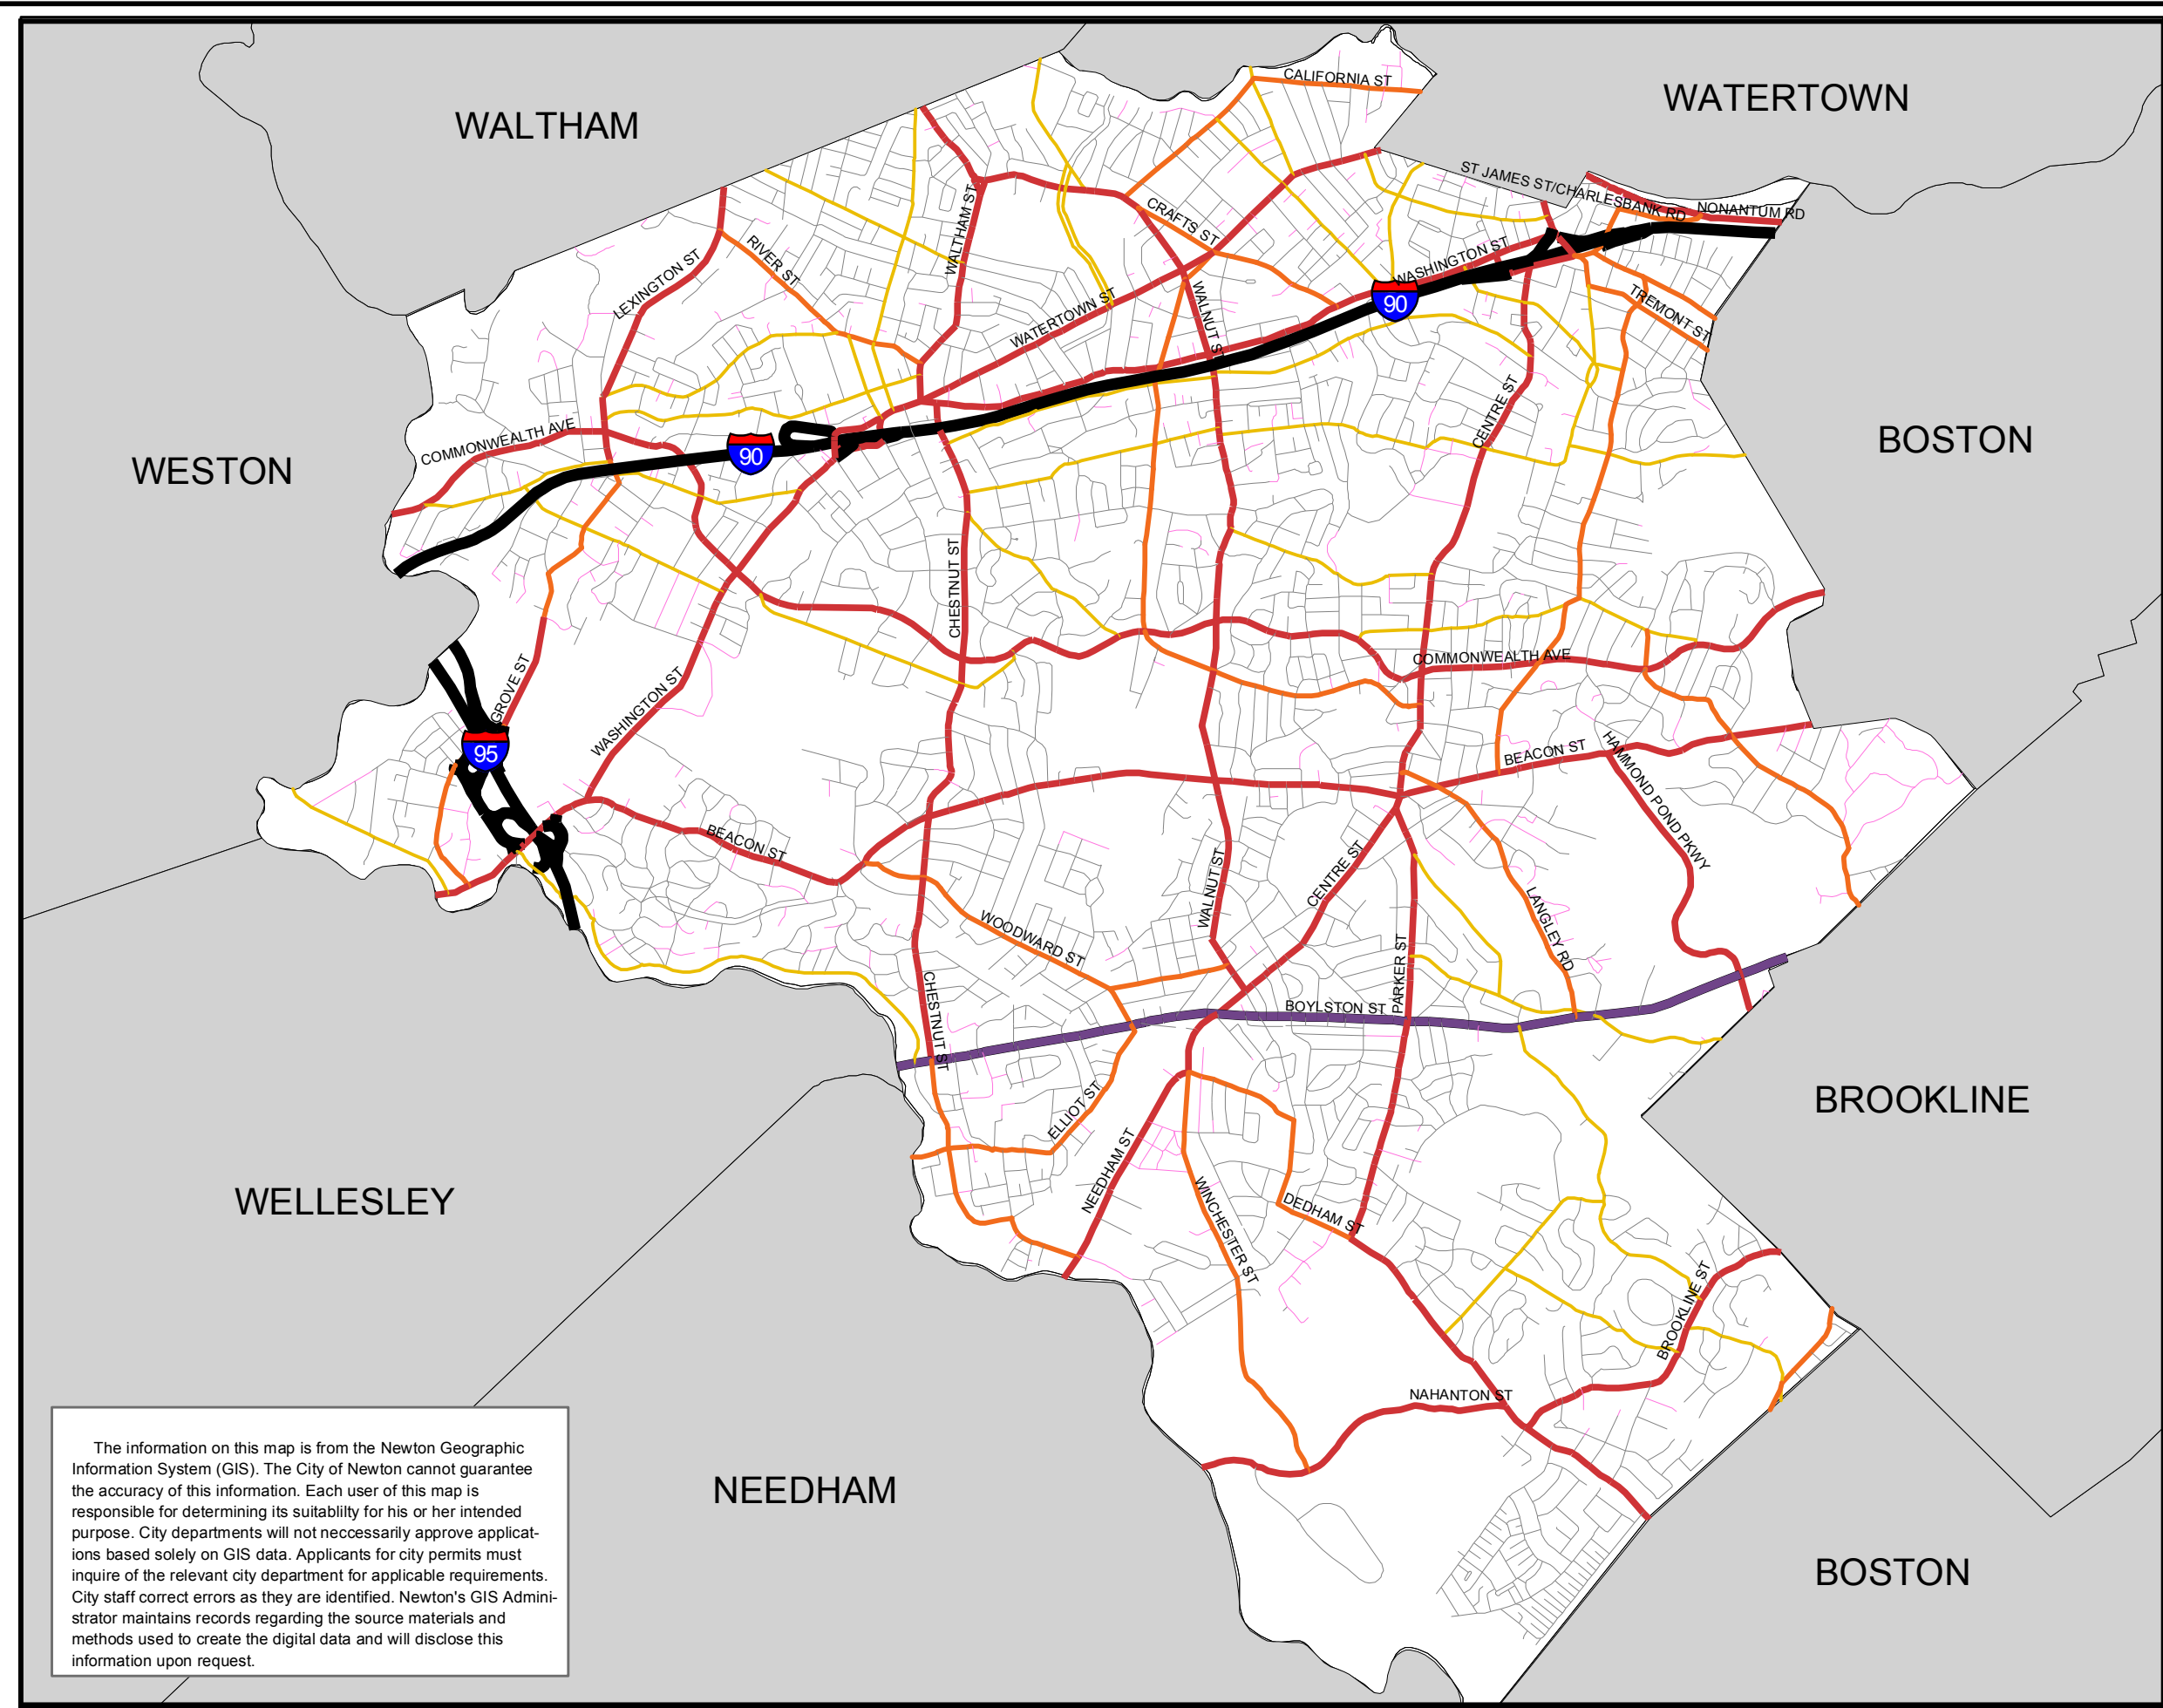 CALIFORNIA ST
WATERTOWN
WALTHAM
ST JAMES ST/CHARLESBANK RD
NONANTUM RD
CRAFTS ST
WALTHAM ST
RIVER ST
LEXINGTON ST
WASHINGTON ST
90
TREMONT ST
WATERTOWN ST
WALNUT ST
CENTRE ST
COMMONWEALTH AVE
90
BOSTON
WESTON
CHESTNUT ST
COMMONWEALTH AVE
GROVE ST
WASHINGTON ST
95
BEACON ST
HAMMOND POND PKWY
BEACON ST
WALNUT ST
CENTRE ST
LANGLEY RD
WOODWARD ST
PARKER ST
CHESTNUT ST
BOYLSTON ST
BROOKLINE
ELLIOT ST
NEEDHAM ST
WELLESLEY
WINCHESTER ST
DEDHAM ST
BROOKLINE ST
NAHANTON ST
NEEDHAM
BOSTON
The information on this map is from the Newton Geographic
Information System (GIS). The City of Newton cannot guarantee
the accuracy of this information. Each user of this map is
responsible for determining its suitablilty for his or her intended
purpose. City departments will not neccessarily approve applicat-
ions based solely on GIS data. Applicants for city permits must
inquire of the relevant city department for applicable requirements.
City staff correct errors as they are identified. Newton's GIS Admini-
strator maintains records regarding the source materials and
methods used to create the digital data and will disclose this
information upon request.